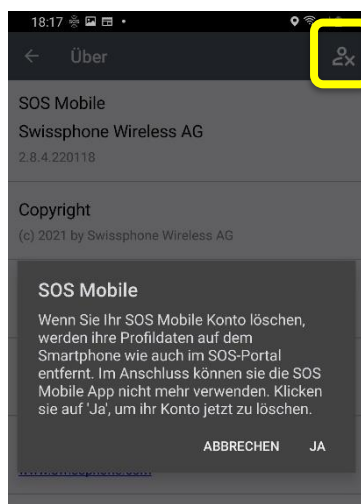 18:17
Über
SOS Mobile
Swissphone Wireless AG
2.8.4.220118
Copyright
(c) 2021 by Swissphone Wireless AG
SOS Mobile
Wenn Sie Ihr SOS Mobile Konto löschen,
werden ihre Profildaten auf dem
Smartphone wie auch im SOS-Portal
entfernt. Im Anschluss können sie die SOS
Mobile App nicht mehr verwenden. Klicken
sie auf 'Ja', um ihr Konto jetzt zu löschen.
ABBRECHEN JA
www.swissphone.com